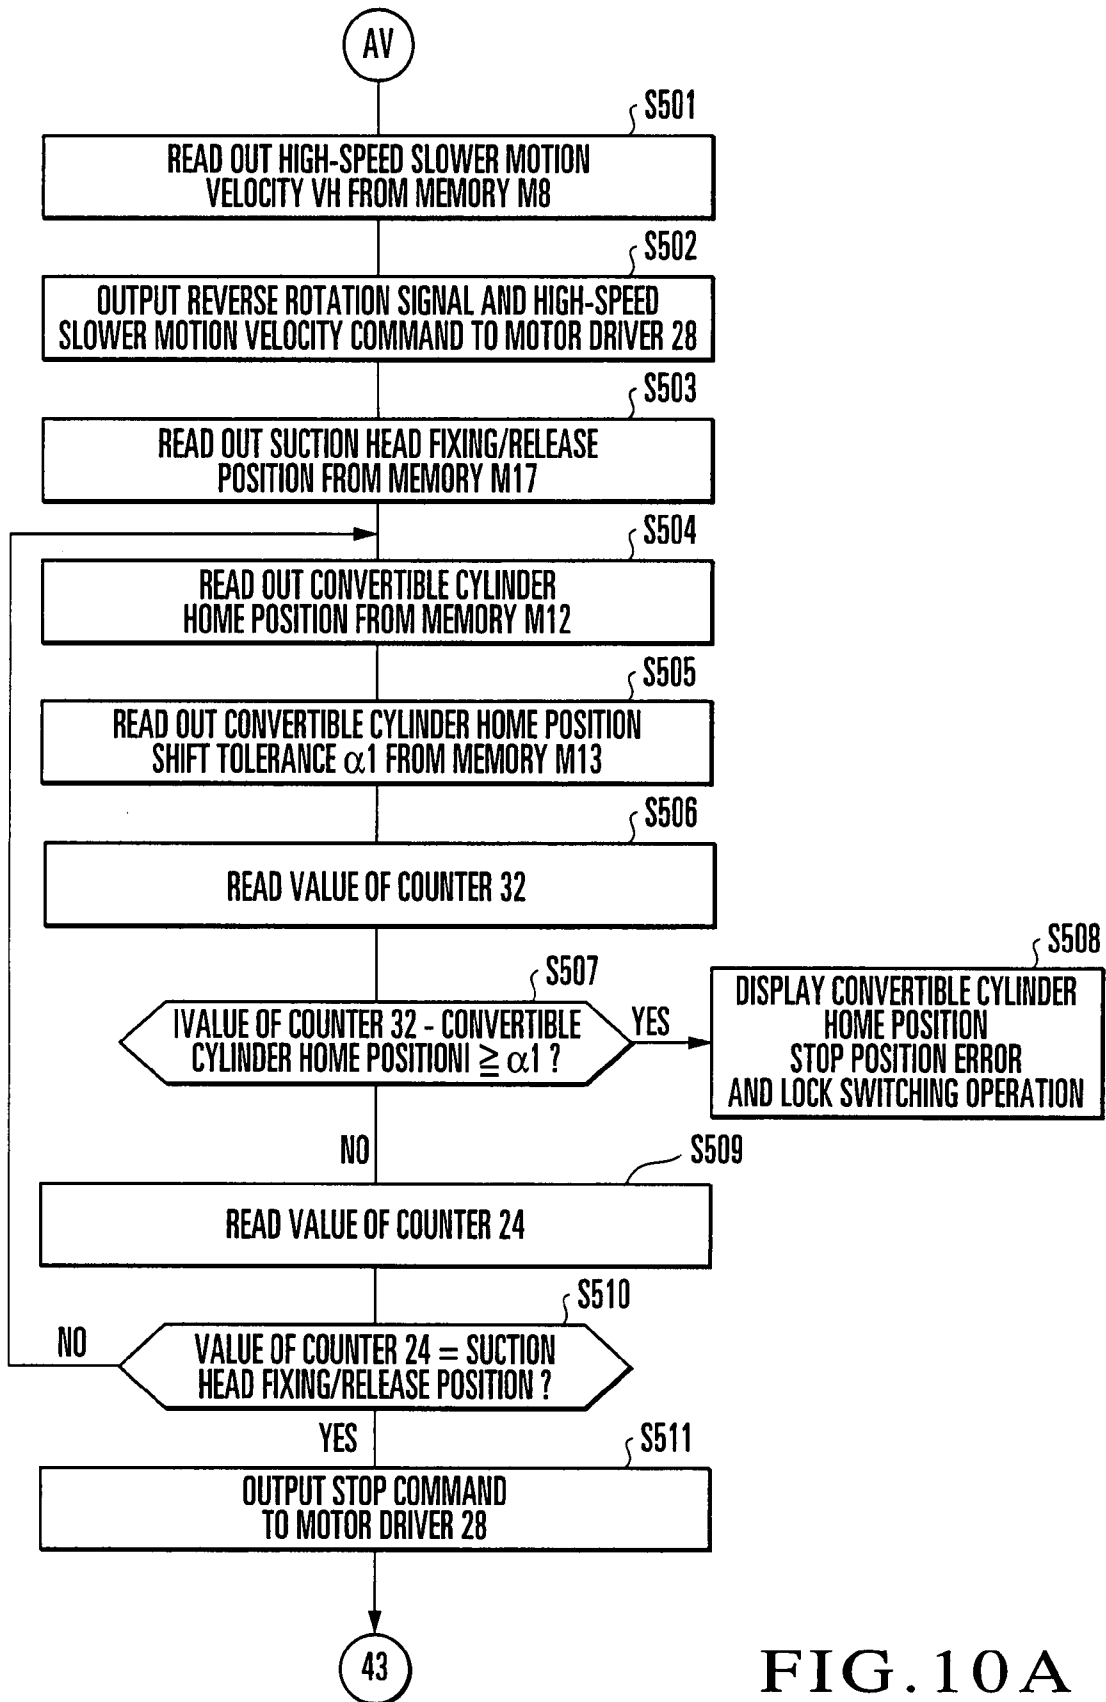 AV
S501
READ OUT HIGH-SPEED SLOWER MOTION
VELOCITY VH FROM MEMORY M8
S502
OUTPUT REVERSE ROTATION SIGNAL AND HIGH-SPEED
SLOWER MOTION VELOCITY COMMAND TO MOTOR DRIVER 28
S503
READ OUT SUCTION HEAD FIXING/RELEASE
POSITION FROM MEMORY M17
S504
READ OUT CONVERTIBLE CYLINDER
HOME POSITION FROM MEMORY M12
S505
READ OUT CONVERTIBLE CYLINDER HOME POSITION
SHIFT TOLERANCE α1 FROM MEMORY M13
S506
READ VALUE OF COUNTER 32
S507
|VALUE OF COUNTER 32 - CONVERTIBLE
CYLINDER HOME POSITION| ≧ α1 ?
YES
S508
DISPLAY CONVERTIBLE CYLINDER
HOME POSITION
STOP POSITION ERROR
AND LOCK SWITCHING OPERATION
NO
S509
READ VALUE OF COUNTER 24
S510
VALUE OF COUNTER 24 = SUCTION
HEAD FIXING/RELEASE POSITION ?
NO
YES
S511
OUTPUT STOP COMMAND
TO MOTOR DRIVER 28
43
FIG.10A